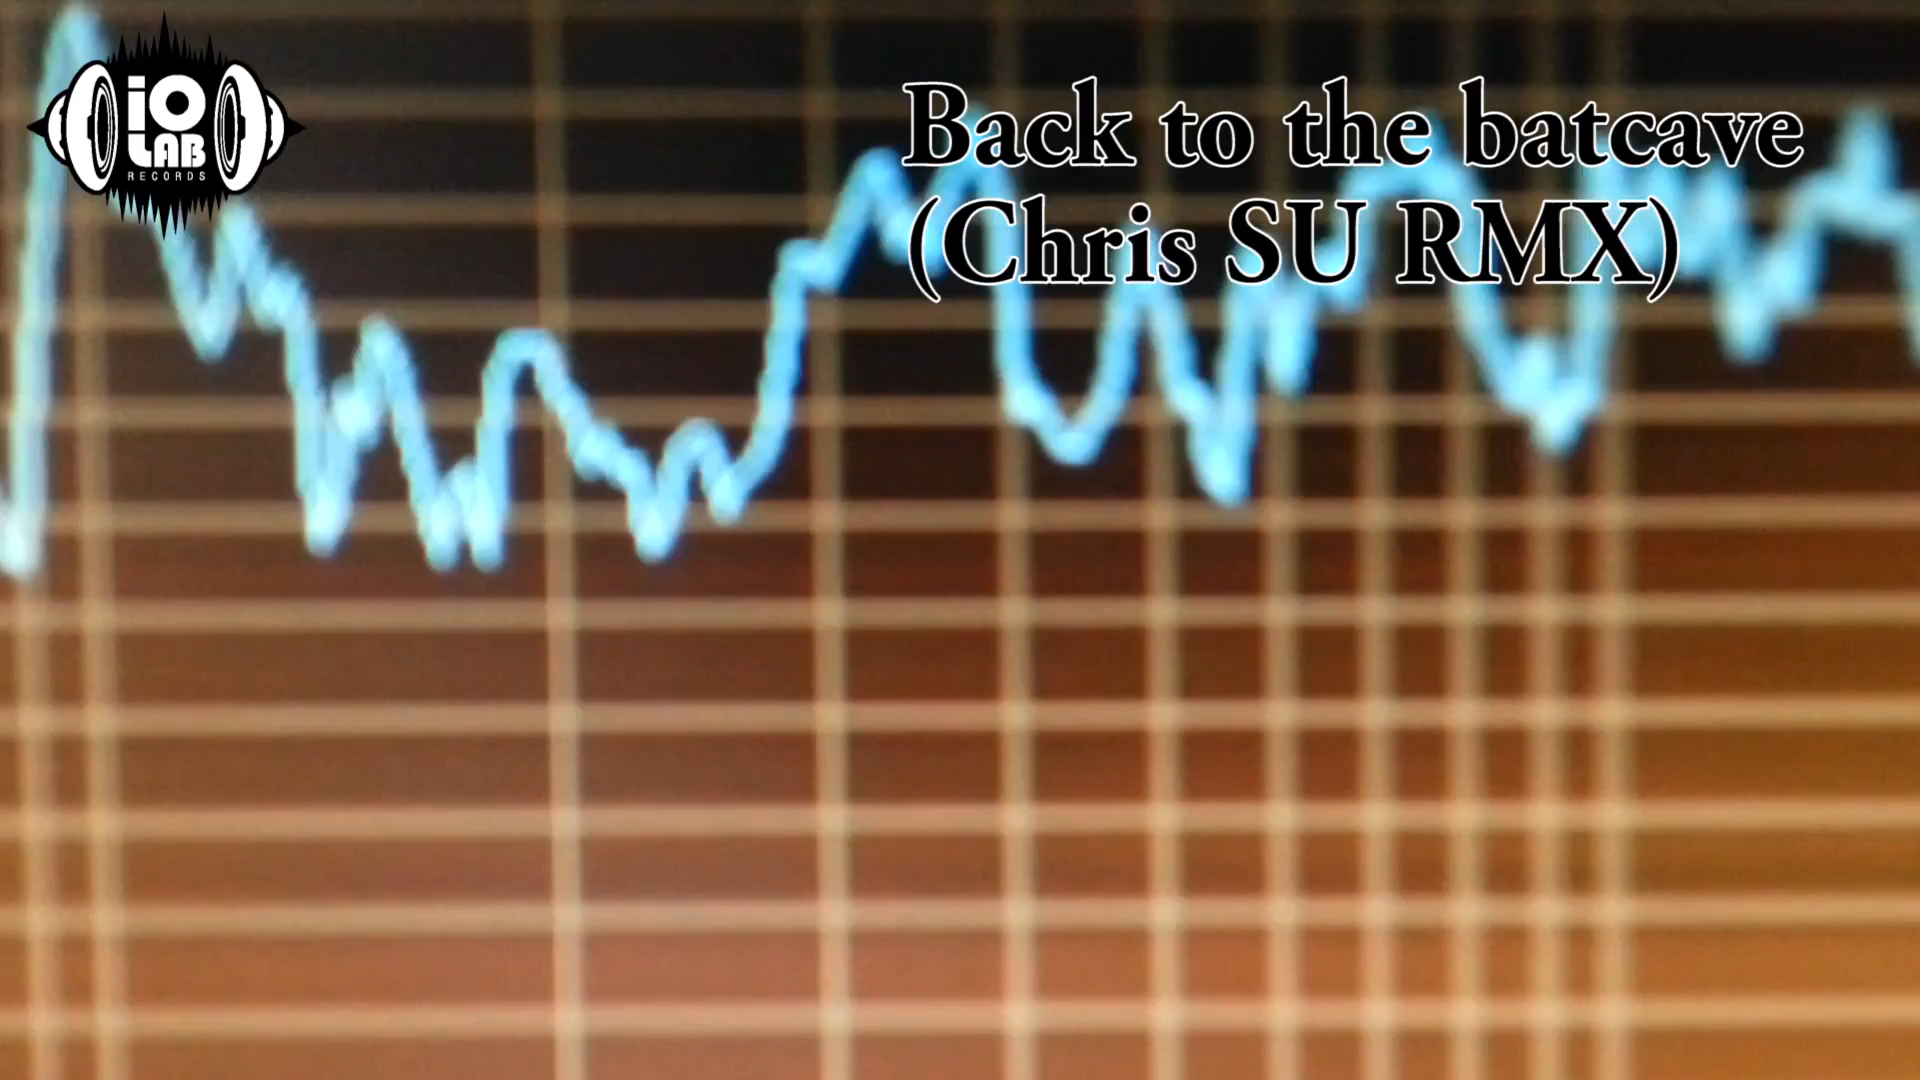 iO
LAB
RECORDS
Back to the batcave
(Chris SU RMX)